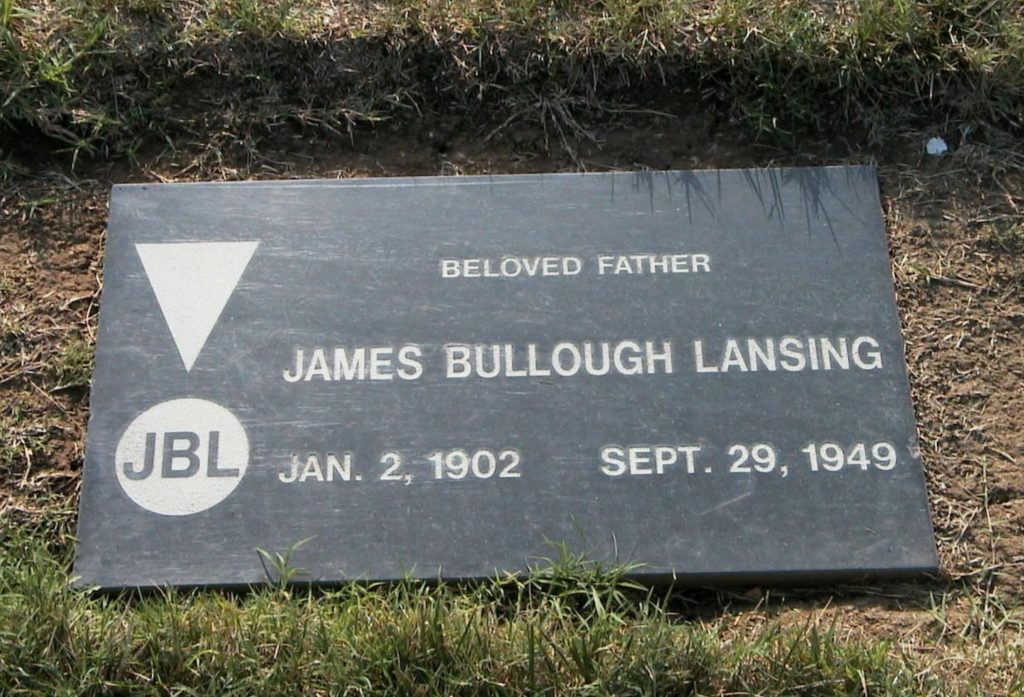 BELOVED FATHER
JAMES BULLOUGH LANSING
JBL
JAN. 2, 1902 SEPT. 29, 1949